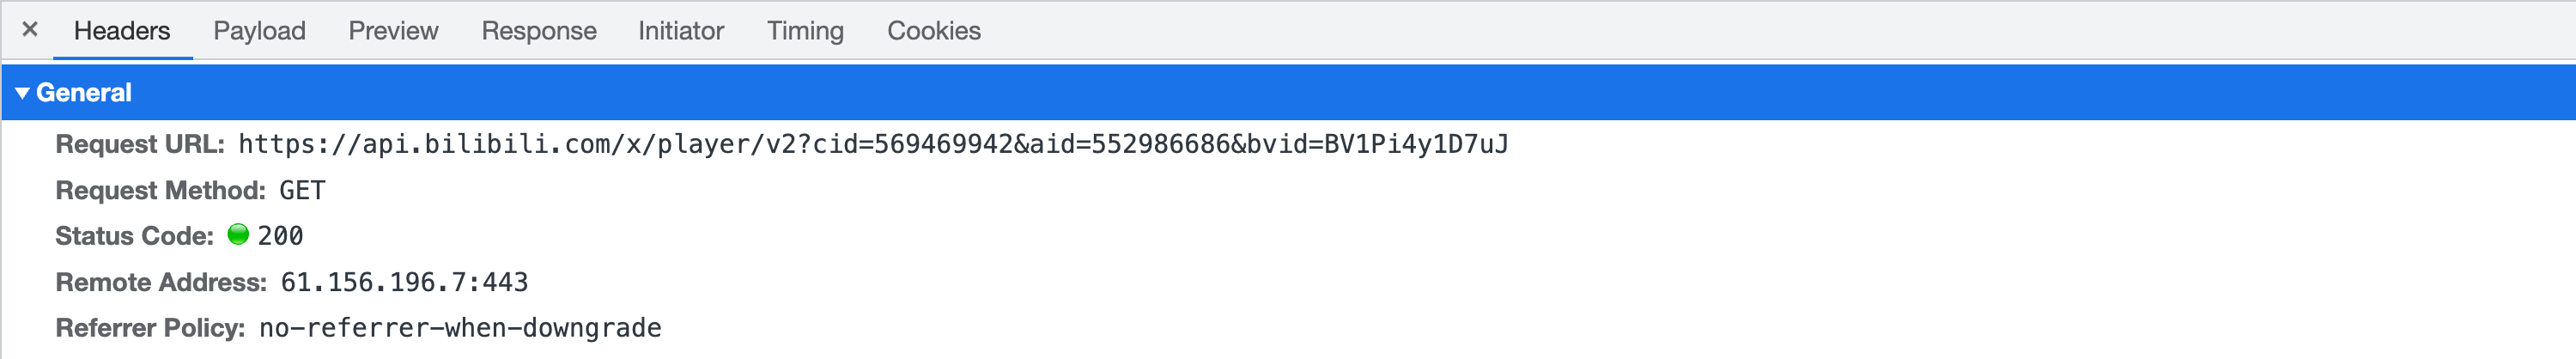 × Headers Payload Preview Response Initiator Timing Cookies
▼ General
Request URL: https://api.bilibili.com/x/player/v2?cid=569469942&aid=552986686&bvid=BV1Pi4y1D7uJ
Request Method: GET
Status Code: 200
Remote Address: 61.156.196.7:443
Referrer Policy: no-referrer-when-downgrade